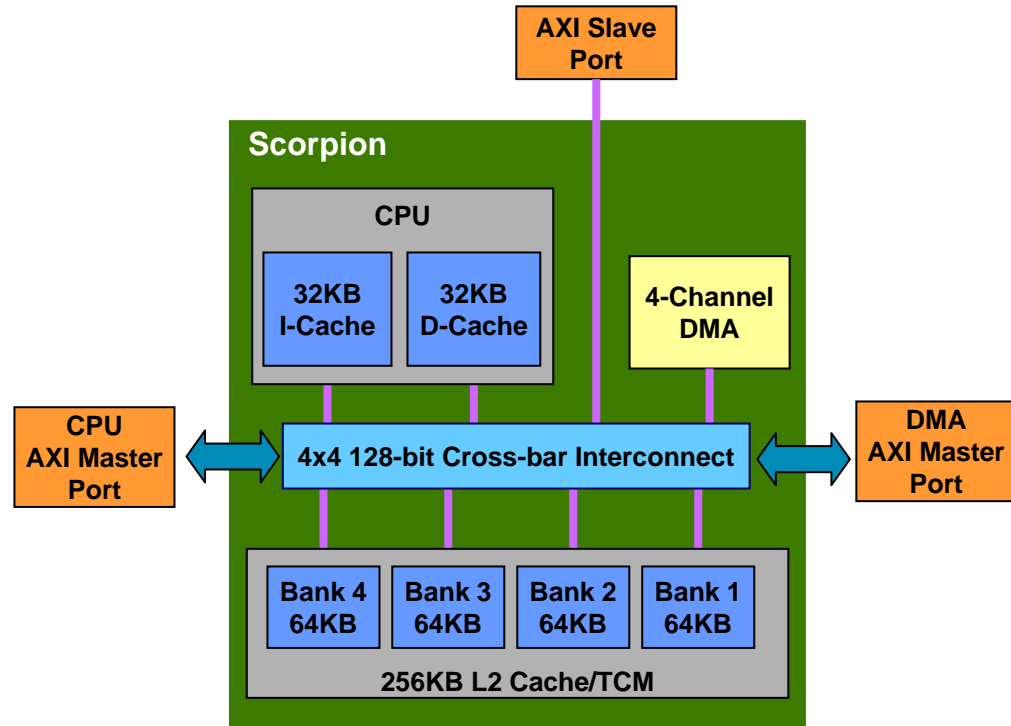 AXI Slave
Port
Scorpion
CPU
32KB
I-Cache
32KB
D-Cache
4-Channel
DMA
CPU
AXI Master
Port
4x4 128-bit Cross-bar Interconnect
DMA
AXI Master
Port
Bank 4
64KB
Bank 3
64KB
Bank 2
64KB
Bank 1
64KB
256KB L2 Cache/TCM